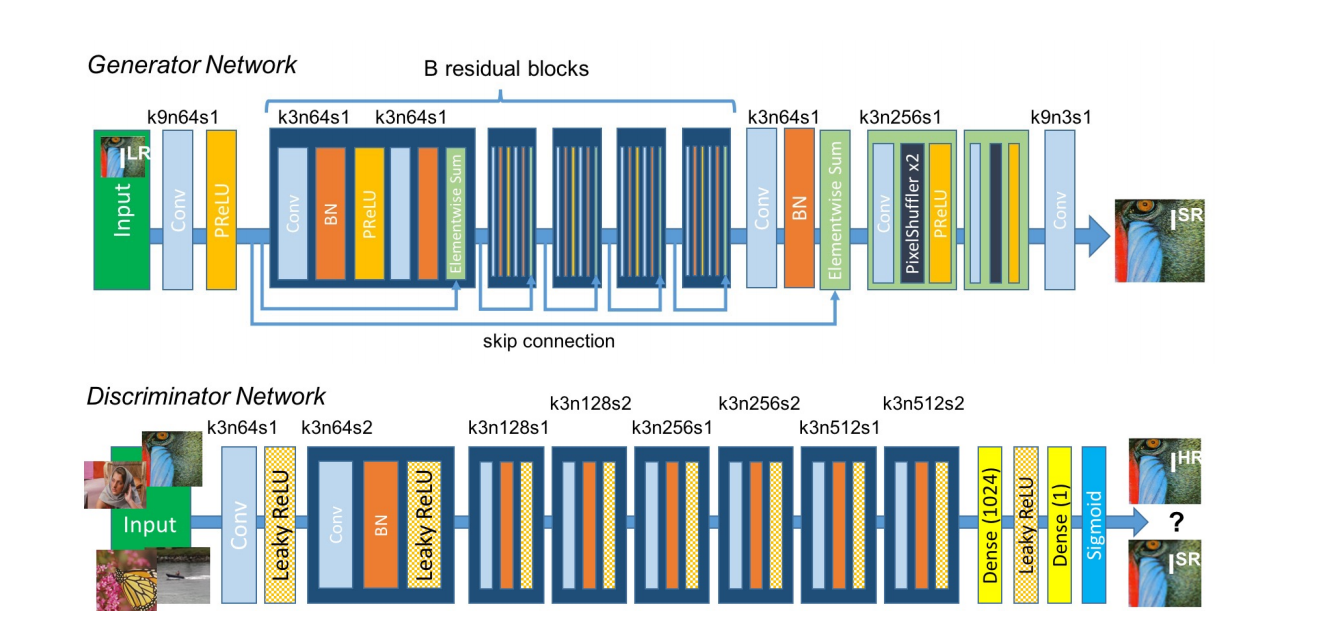 Generator Network
B residual blocks
k9n64s1
k3n64s1
k3n64s1
k3n64s1
k3n256s1
k9n3s1
I^LR
Input
Conv
PReLU
Conv
BN
PReLU
Elementwise Sum
Conv
BN
Elementwise Sum
Conv
PixelShuffler x2
PReLU
Conv
I^SR
skip connection
Discriminator Network
k3n64s1
k3n64s2
k3n128s1
k3n128s2
k3n256s1
k3n256s2
k3n512s1
k3n512s2
Input
Conv
Leaky ReLU
Conv
BN
Leaky ReLU
Dense (1024)
Leaky ReLU
Dense (1)
Sigmoid
I^HR
?
I^SR